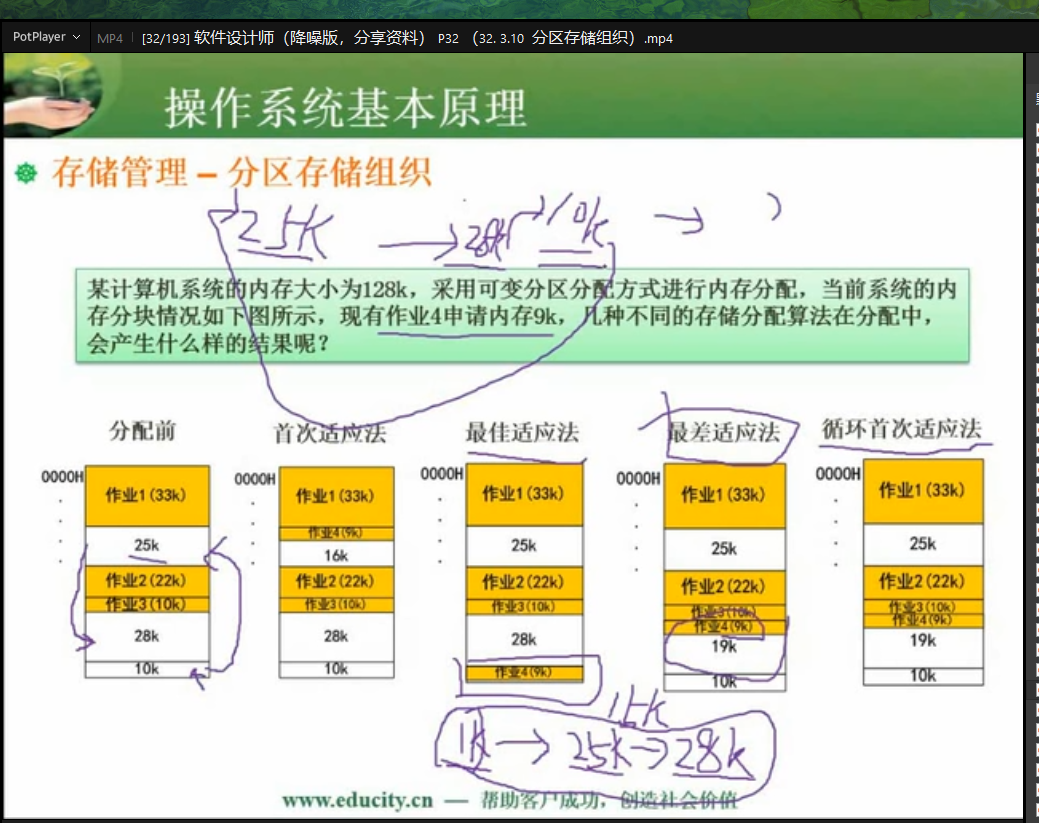 PotPlayer MP4 [32/193] 软件设计师（降噪版，分享资料） P32 （32. 3.10 分区存储组织）.mp4
操作系统基本原理
存储管理 – 分区存储组织
25K → 28k 10k →
某计算机系统的内存大小为128k，采用可变分区分配方式进行内存分配，当前系统的内
存分块情况如下图所示，现有作业4申请内存9k，几种不同的存储分配算法在分配中，
会产生什么样的结果呢？
分配前
0000H
作业1(33k)
25k
作业2(22k)
作业3(10k)
28k
10k
首次适应法
0000H
作业1(33k)
作业4(9k)
16k
作业2(22k)
作业3(10k)
28k
10k
最佳适应法
0000H
作业1(33k)
25k
作业2(22k)
作业3(10k)
28k
作业4(9k)
最差适应法
0000H
作业1(33k)
25k
作业2(22k)
作业3(10k)
作业4(9k)
19k
10k
循环首次适应法
0000H
作业1(33k)
25k
作业2(22k)
作业3(10k)
作业4(9k)
19k
10k
1k → 25k → 28k
www.educity.cn — 帮助客户成功，创造社会价值